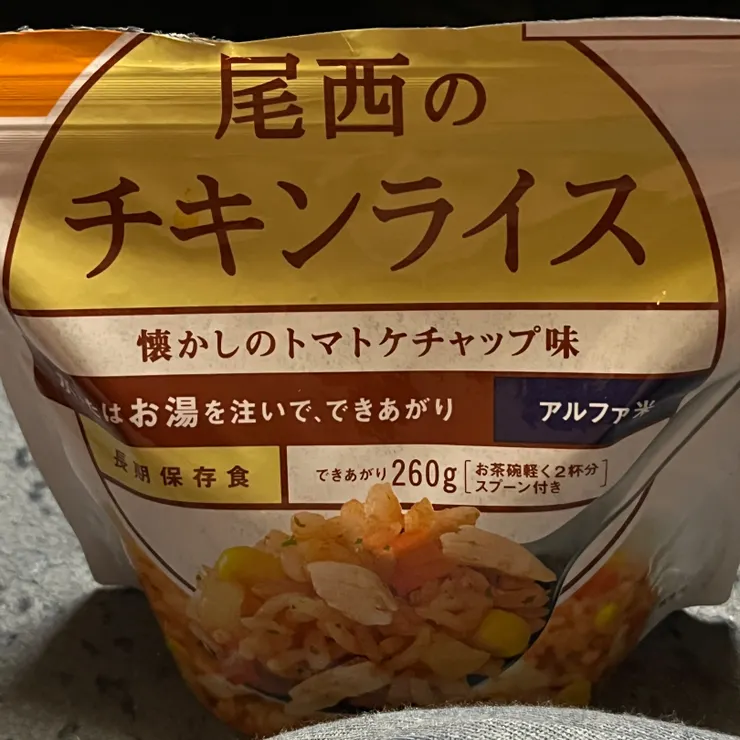 尾西の
チキンライス
懐かしのトマトケチャップ味
はお湯を注いで、できあがり
アルファ米
長期保存食
できあがり260g
お茶碗軽く2杯分
スプーン付き